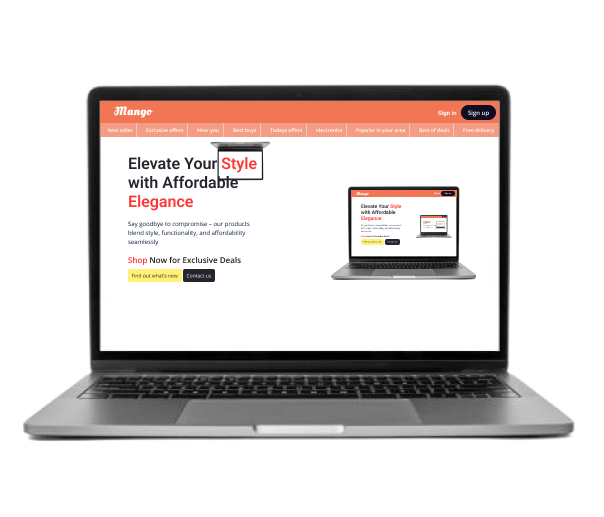 Mango
Sign in
Sign up
best seller
Exclusive offers
Near you
Best buys
Todays offers
electronics
Popular in your area
Best of deals
Free delivery
Elevate Your Style
with Affordable
Elegance
Say goodbye to compromise – our products
blend style, functionality, and affordability
seamlessly
Shop Now for Exclusive Deals
Find out what's new
Contact us
Elevate Your Style
with Affordable
Elegance